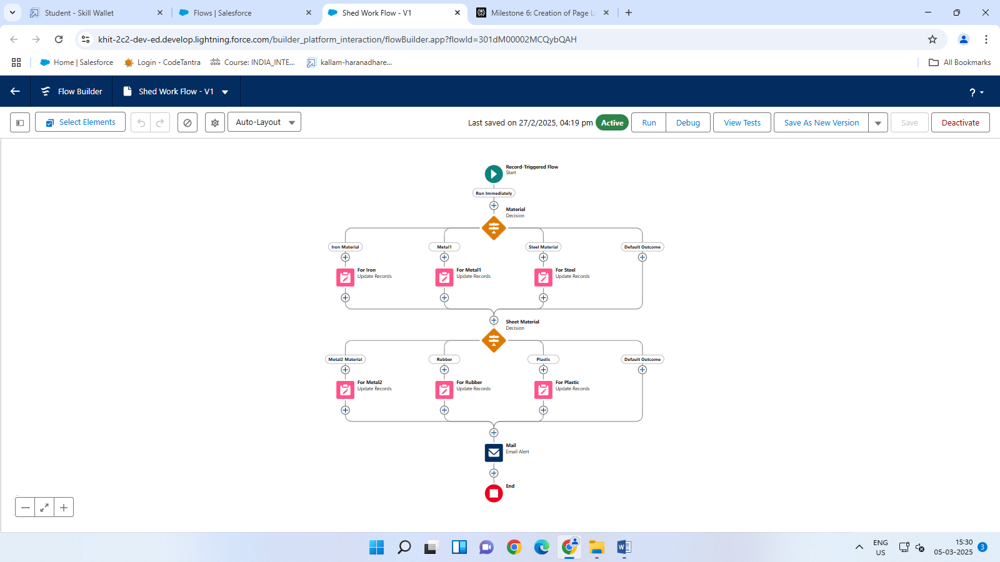 Student - Skill Wallet
Flows | Salesforce
Shed Work Flow - V1
Milestone 6: Creation of Page L
khit-2c2-dev-ed.develop.lightning.force.com/builder_platform_interaction/flowBuilder.app?flowId=301dM00002MCQybQAH
Home | Salesforce
Login - CodeTantra
Course: INDIA_INTE...
kallam-haranadhare...
All Bookmarks
Flow Builder
Shed Work Flow - V1
?
Select Elements
Auto-Layout
Last saved on 27/2/2025, 04:19 pm
Active
Run
Debug
View Tests
Save As New Version
Save
Deactivate
Record-Triggered Flow
Start
Run Immediately
Material
Decision
Iron Material
Metal1
Steel Material
Default Outcome
For Iron
Update Records
For Metal1
Update Records
For Steel
Update Records
Sheet Material
Decision
Metal2 Material
Rubber
Plastic
Default Outcome
For Metal2
Update Records
For Rubber
Update Records
For Plastic
Update Records
Mail
Email Alert
End
ENG
US
15:30
05-03-2025
3